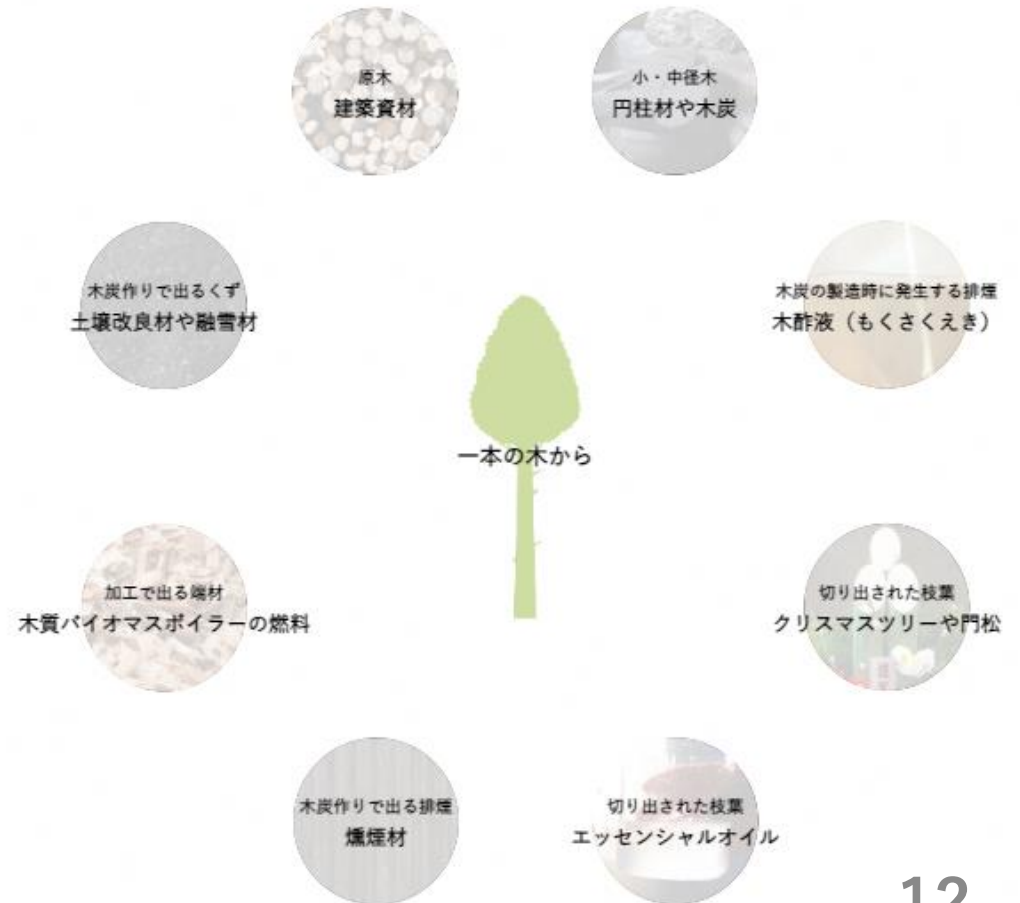 原木
建築資材
小・中径木
円柱材や木炭
木炭作りで出るくず
土壌改良材や融雪材
木炭の製造時に発生する排煙
木酢液（もくさくえき）
一本の木から
加工で出る端材
木質バイオマスボイラーの燃料
切り出された枝葉
クリスマスツリーや門松
木炭作りで出る排煙
燻煙材
切り出された枝葉
エッセンシャルオイル
12